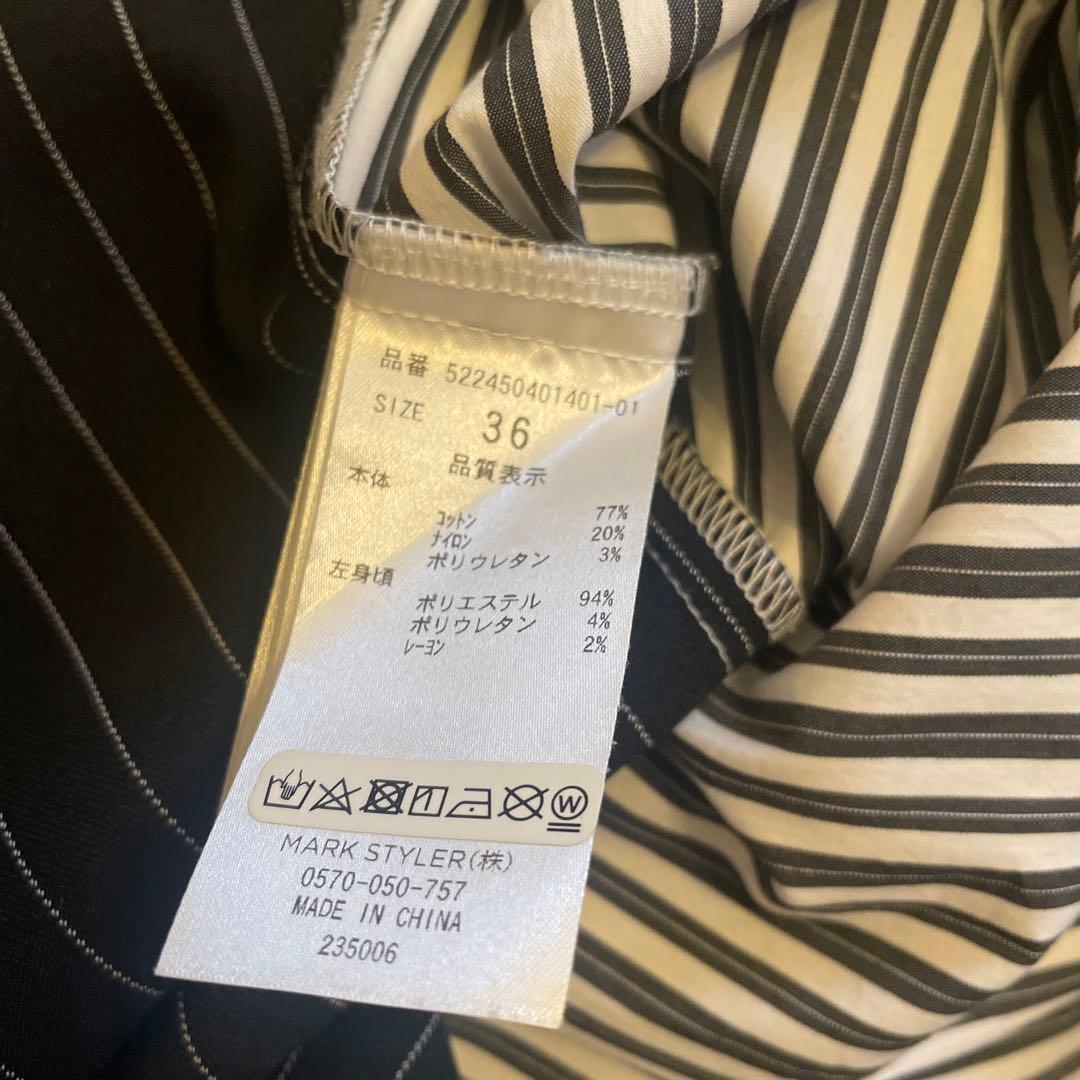 品番 522450401401-01
SIZE 36
品質表示
本体
コットン 77%
ナイロン 20%
ポリウレタン 3%
左身頃
ポリエステル 94%
ポリウレタン 4%
レーヨン 2%
W
MARK STYLER(株)
0570-050-757
MADE IN CHINA
235006